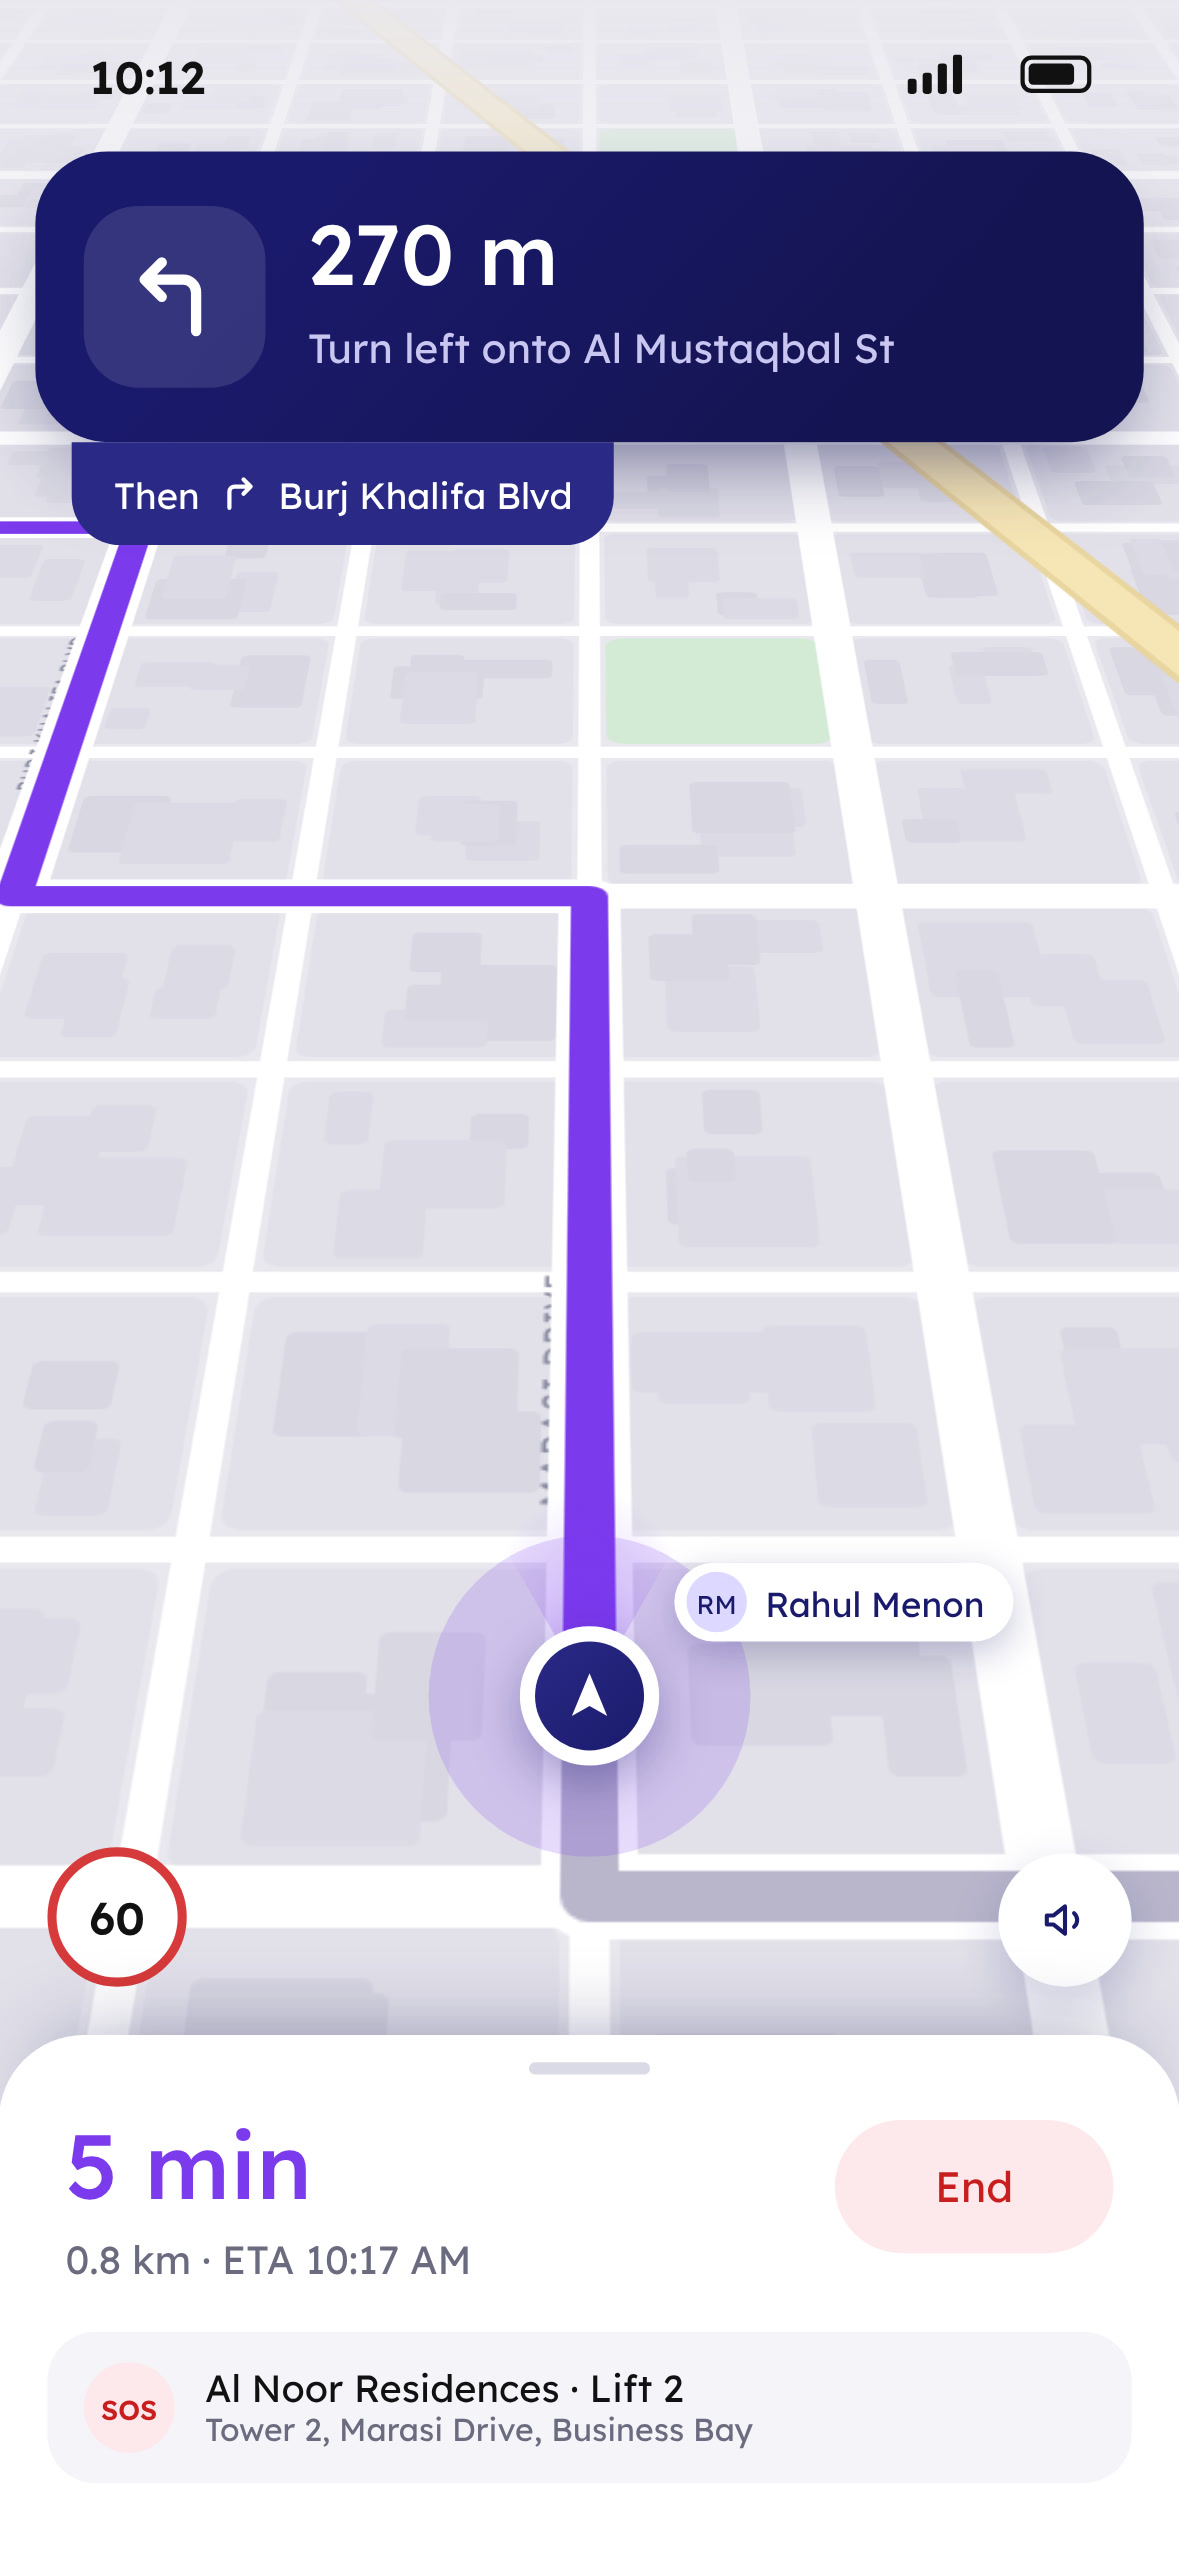 10:12
270 m
Turn left onto Al Mustaqbal St
Then Burj Khalifa Blvd
RM Rahul Menon
60
5 min
End
0.8 km · ETA 10:17 AM
SOS
Al Noor Residences · Lift 2
Tower 2, Marasi Drive, Business Bay